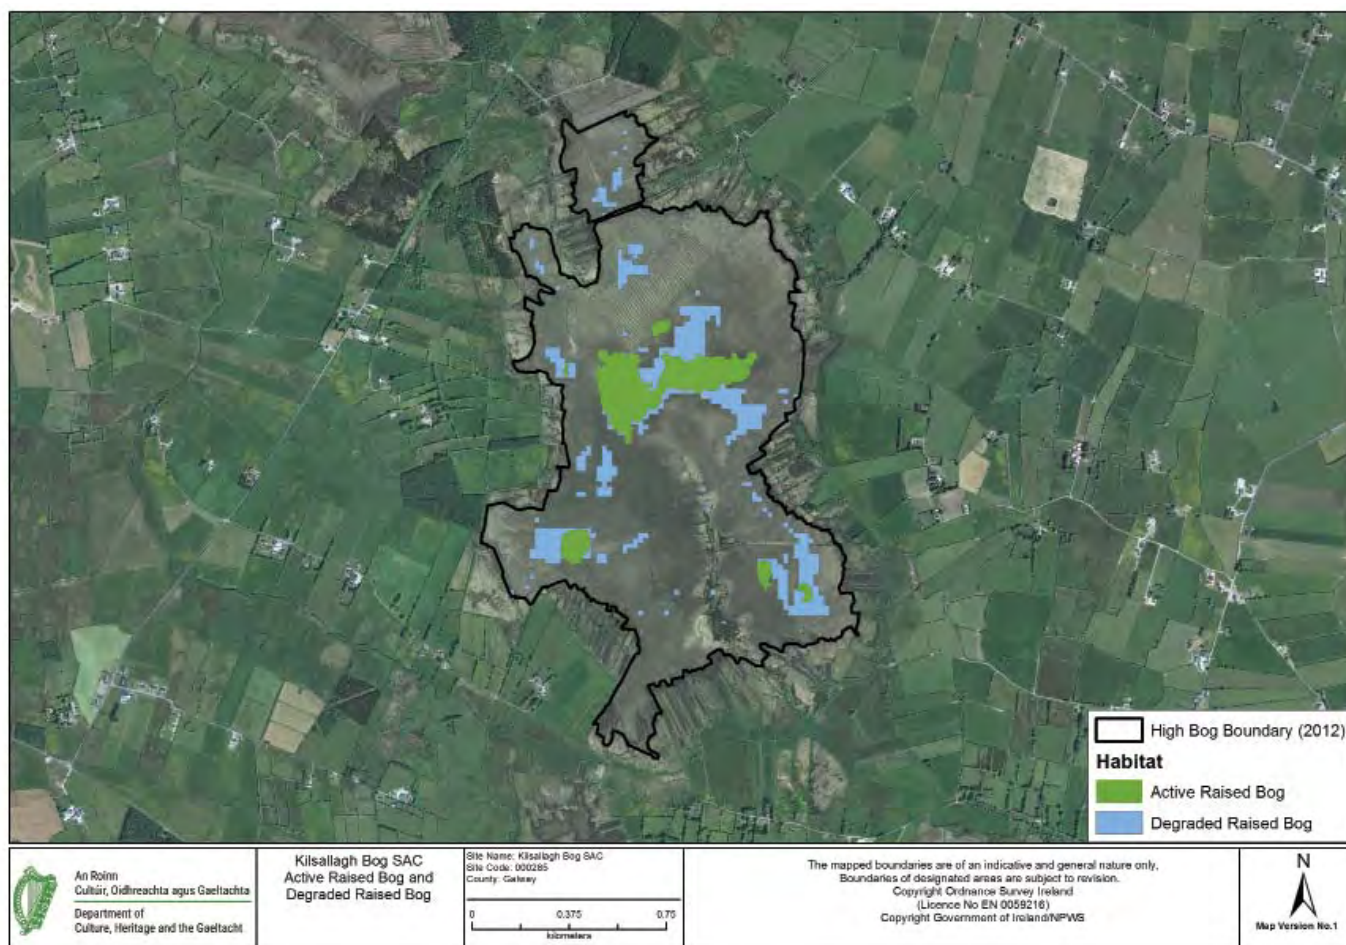 High Bog Boundary (2012)
Habitat
Active Raised Bog
Degraded Raised Bog
An Roinn
Cultúir, Oidhreachta agus Gaeltachta
Department of
Culture, Heritage and the Gaeltacht
Kilsallagh Bog SAC
Active Raised Bog and
Degraded Raised Bog
Site Name: Kilsallagh Bog SAC
Site Code: 000285
County: Galway
0 0.375 0.75
kilometers
The mapped boundaries are of an indicative and general nature only,
Boundaries of designated areas are subject to revision.
Copyright Ordnance Survey Ireland
(Licence No EN 0059216)
Copyright Government of Ireland/NPWS
N
Map Version No.1